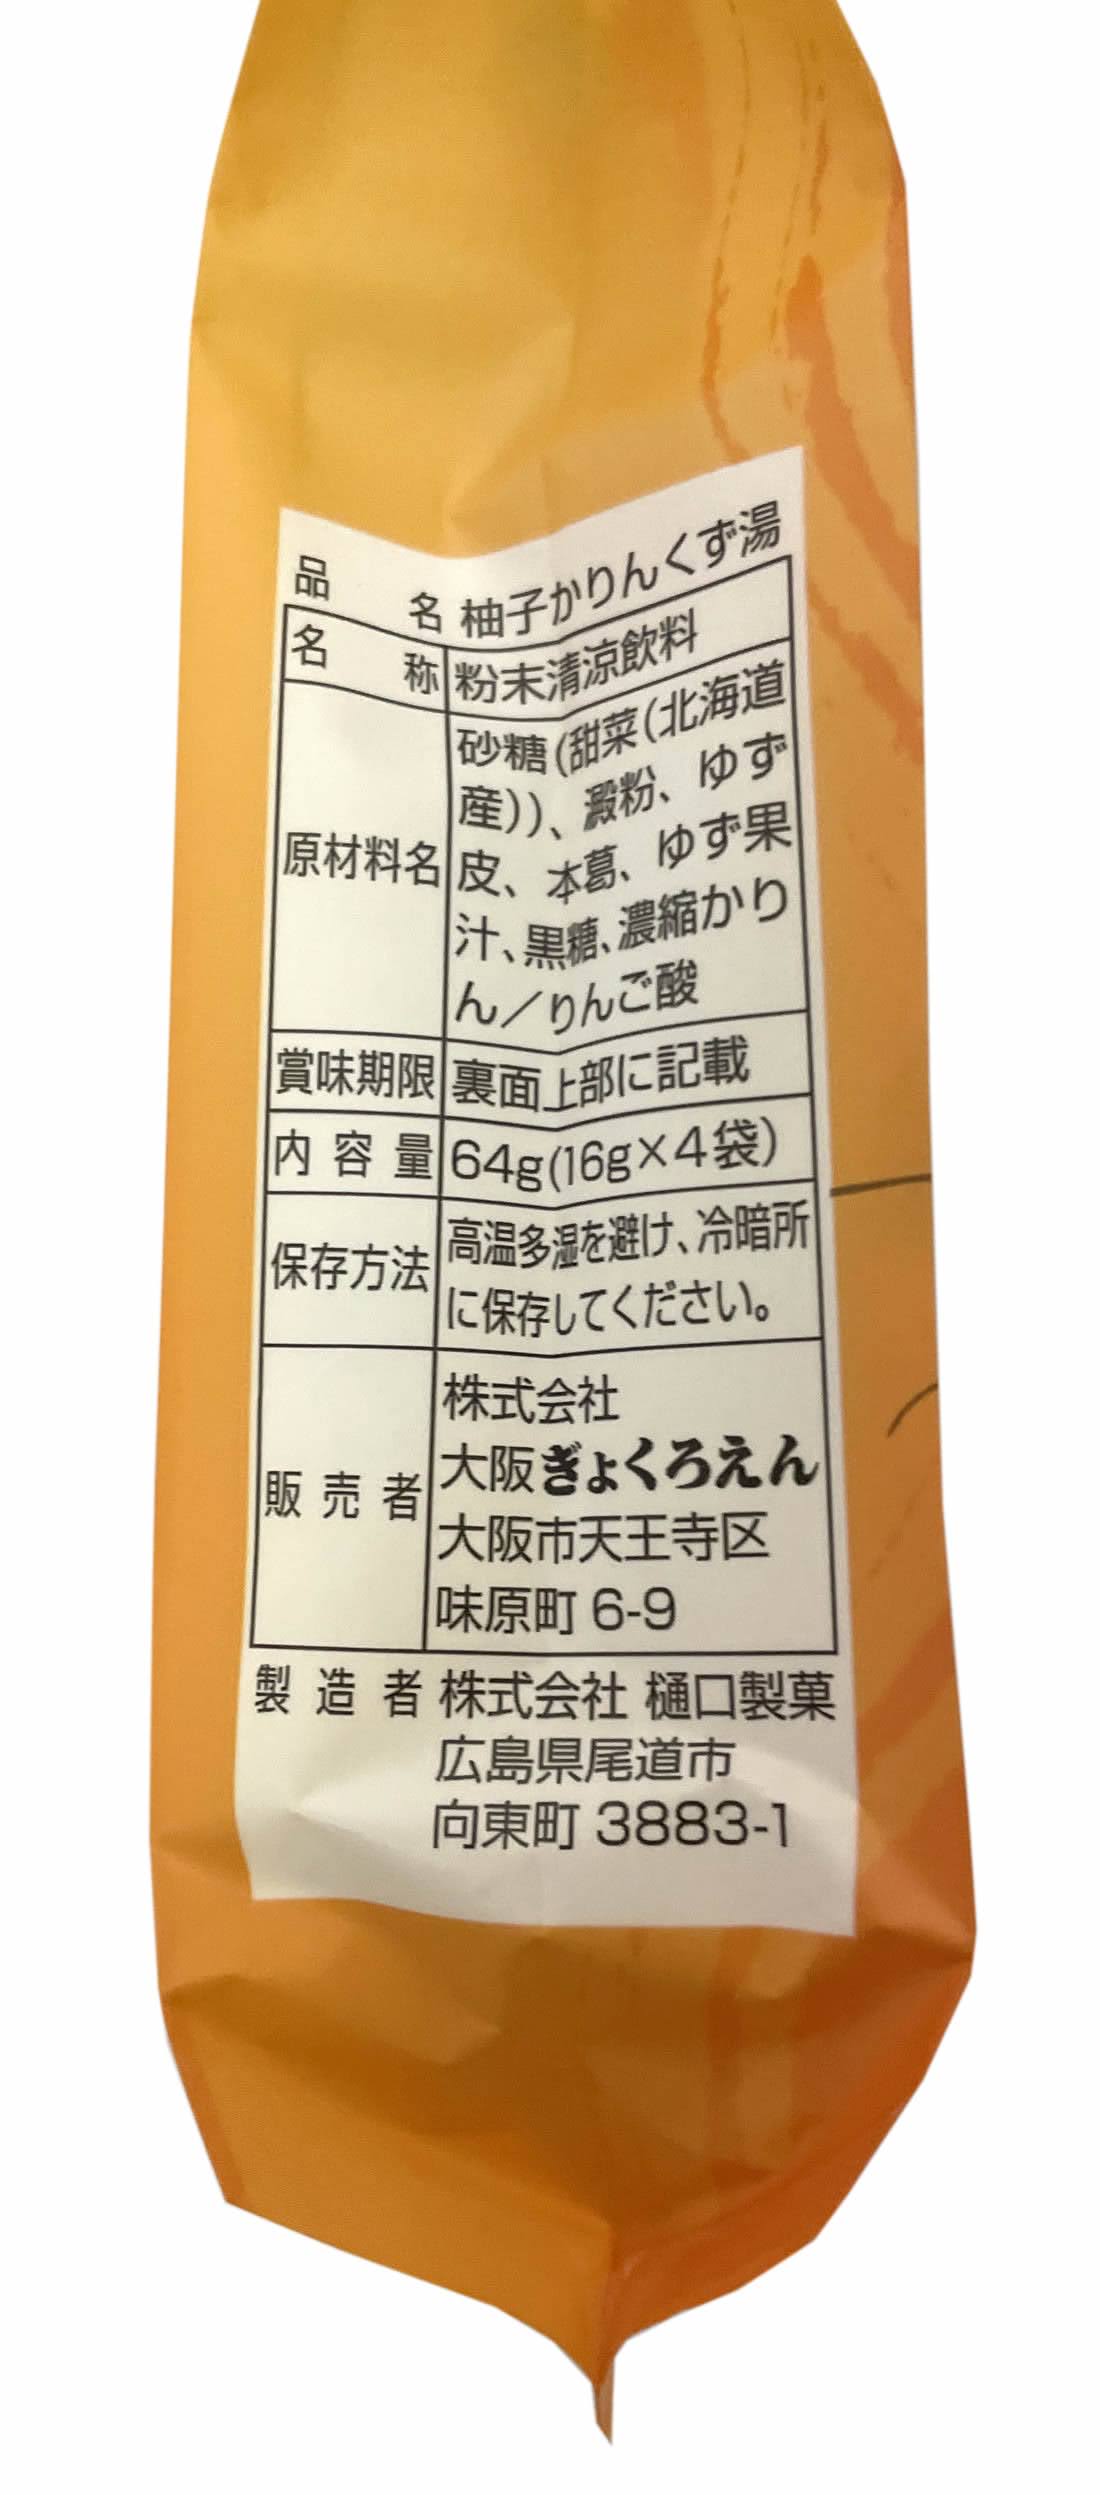 品名 柚子かりんくず湯
名称 粉末清涼飲料
原材料名 砂糖(甜菜(北海道
産))、澱粉、ゆず
皮、本葛、ゆず果
汁、黒糖、濃縮かり
ん／りんご酸
賞味期限 裏面上部に記載
内容量 64g(16g×4袋)
保存方法 高温多湿を避け、冷暗所
に保存してください。
販売者 株式会社
大阪ぎょくろえん
大阪市天王寺区
味原町 6-9
製造者 株式会社 樋口製菓
広島県尾道市
向東町 3883-1